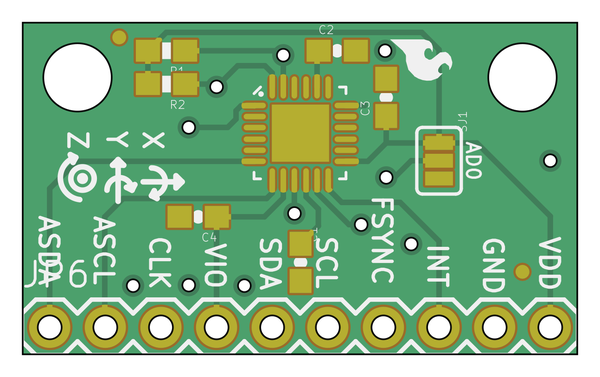 C2
R1
R2
C3
SJ1
AD0
Z
Y
X
C4
JP6
ASDA
ASCL
CLK
VIO
SDA
SCL
FSYNC
INT
GND
VDD